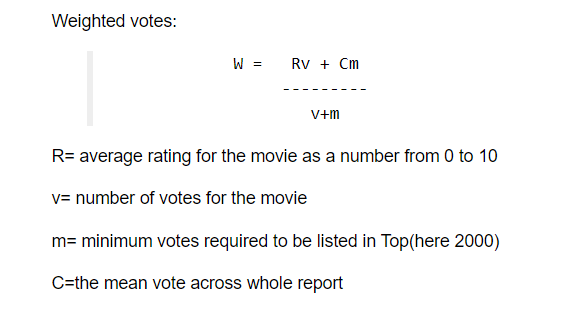 Weighted votes:
W =   Rv + Cm
---------
v+m
R= average rating for the movie as a number from 0 to 10
v= number of votes for the movie
m= minimum votes required to be listed in Top(here 2000)
C=the mean vote across whole report